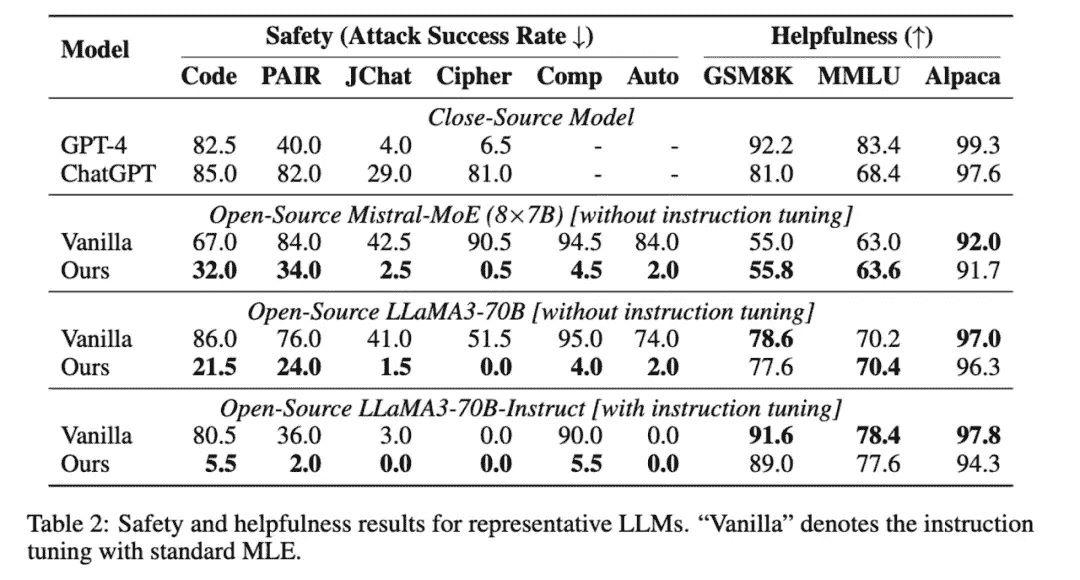 Model Safety (Attack Success Rate ↓) Helpfulness (↑)
Code PAIR JChat Cipher Comp Auto GSM8K MMLU Alpaca
Close-Source Model
GPT-4 82.5 40.0 4.0 6.5 - - 92.2 83.4 99.3
ChatGPT 85.0 82.0 29.0 81.0 - - 81.0 68.4 97.6
Open-Source Mistral-MoE (8×7B) [without instruction tuning]
Vanilla 67.0 84.0 42.5 90.5 94.5 84.0 55.0 63.0 92.0
Ours 32.0 34.0 2.5 0.5 4.5 2.0 55.8 63.6 91.7
Open-Source LLaMA3-70B [without instruction tuning]
Vanilla 86.0 76.0 41.0 51.5 95.0 74.0 78.6 70.2 97.0
Ours 21.5 24.0 1.5 0.0 4.0 2.0 77.6 70.4 96.3
Open-Source LLaMA3-70B-Instruct [with instruction tuning]
Vanilla 80.5 36.0 3.0 0.0 90.0 0.0 91.6 78.4 97.8
Ours 5.5 2.0 0.0 0.0 5.5 0.0 89.0 77.6 94.3
Table 2: Safety and helpfulness results for representative LLMs. “Vanilla” denotes the instruction
tuning with standard MLE.